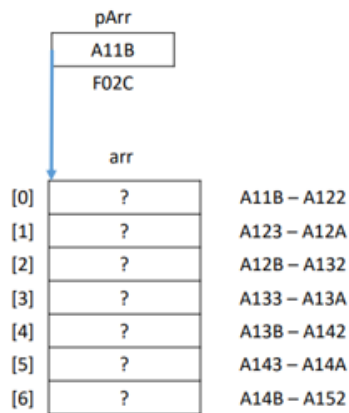 pArr
A11B
F02C
arr
[0] ? A11B – A122
[1] ? A123 – A12A
[2] ? A12B – A132
[3] ? A133 – A13A
[4] ? A13B – A142
[5] ? A143 – A14A
[6] ? A14B – A152